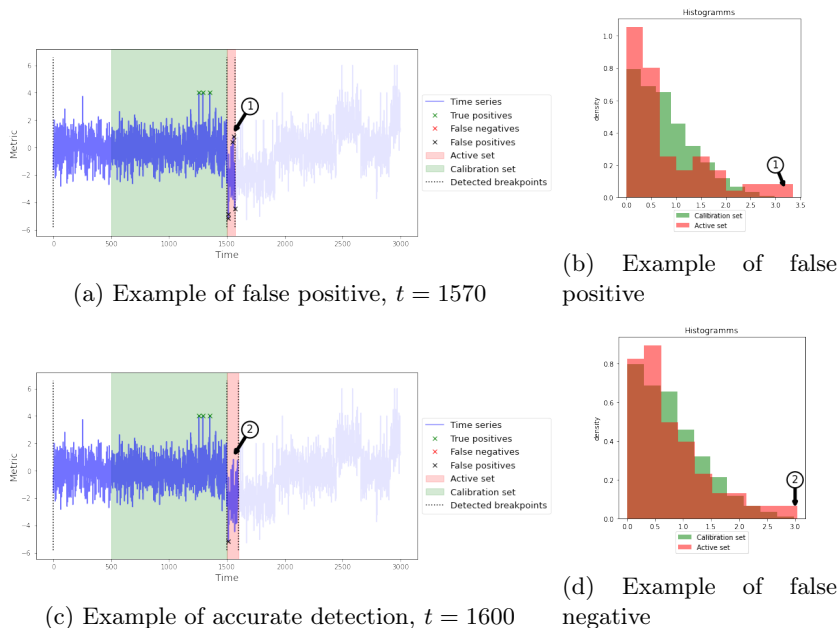 Histogramms
6
4
2
0
−2
−4
−6
Metric
1
0
500
1000
1500
2000
2500
3000
Time
Time series
True positives
False negatives
False positives
Active set
Calibration set
Detected breakpoints
1.0
0.8
0.6
0.4
0.2
0.0
density
1
0.0 0.5 1.0 1.5 2.0 2.5 3.0 3.5
Calibration set
Active set
(a) Example of false positive, t = 1570
(b) Example of false
positive
Histogramms
6
4
2
0
−2
−4
−6
Metric
2
0
500
1000
1500
2000
2500
3000
Time
Time series
True positives
False negatives
False positives
Active set
Calibration set
Detected breakpoints
0.8
0.6
0.4
0.2
0.0
density
2
0.0 0.5 1.0 1.5 2.0 2.5 3.0
Calibration set
Active set
(c) Example of accurate detection, t = 1600
(d) Example of false
negative